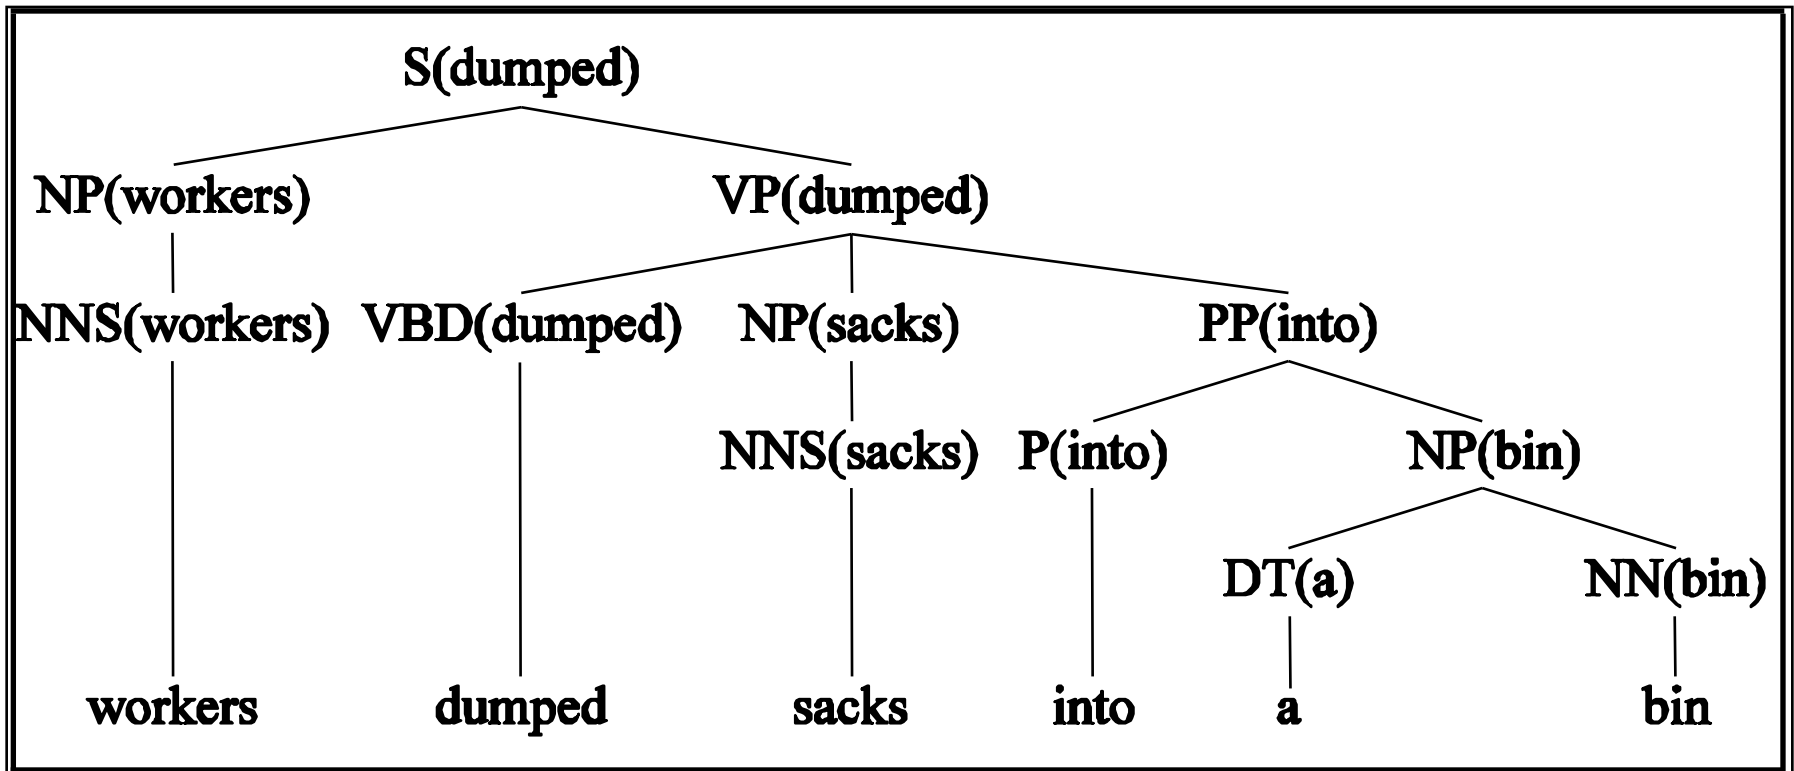 S(dumped)
NP(workers) VP(dumped)
NNS(workers) VBD(dumped) NP(sacks) PP(into)
NNS(sacks) P(into) NP(bin)
DT(a) NN(bin)
workers dumped sacks into a bin